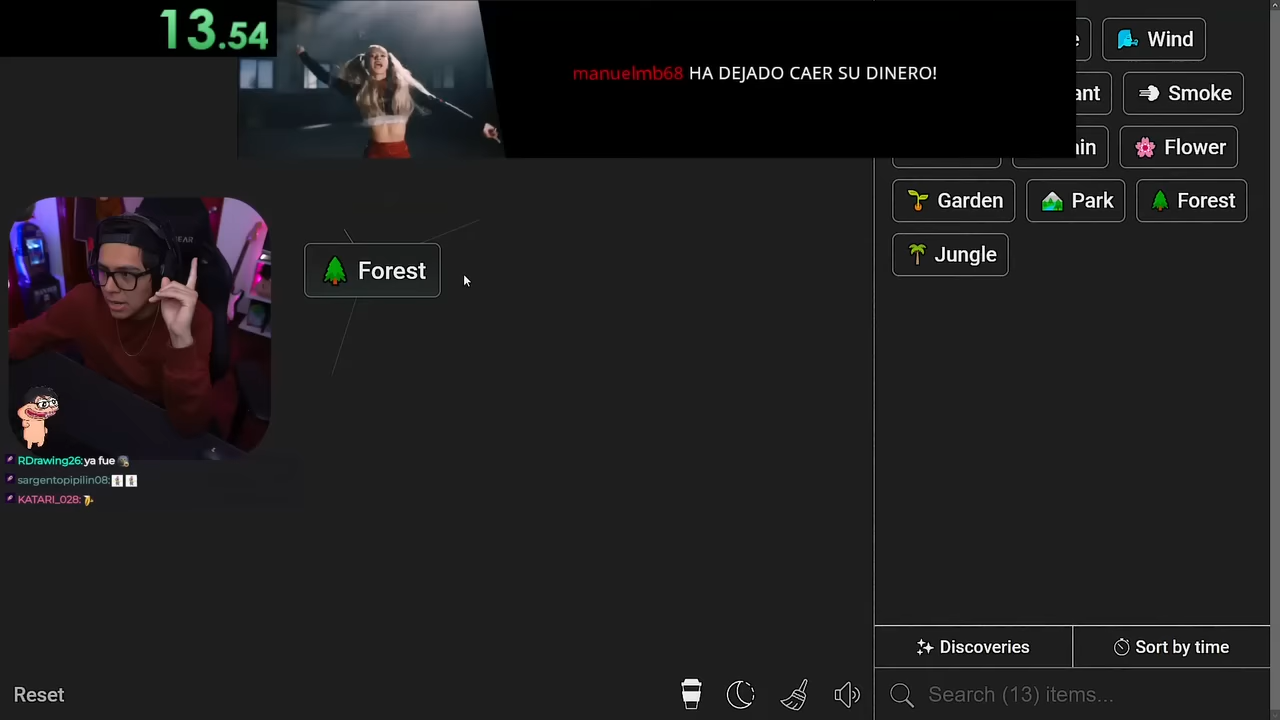 13.54
manuelmb68 HA DEJADO CAER SU DINERO!
Wind
Smoke
Flower
Garden
Park
Forest
Jungle
Forest
RDrawing26: ya fue
sargentopipilin08:
KATARI_028:
Discoveries
Sort by time
Reset
Search (13) items...